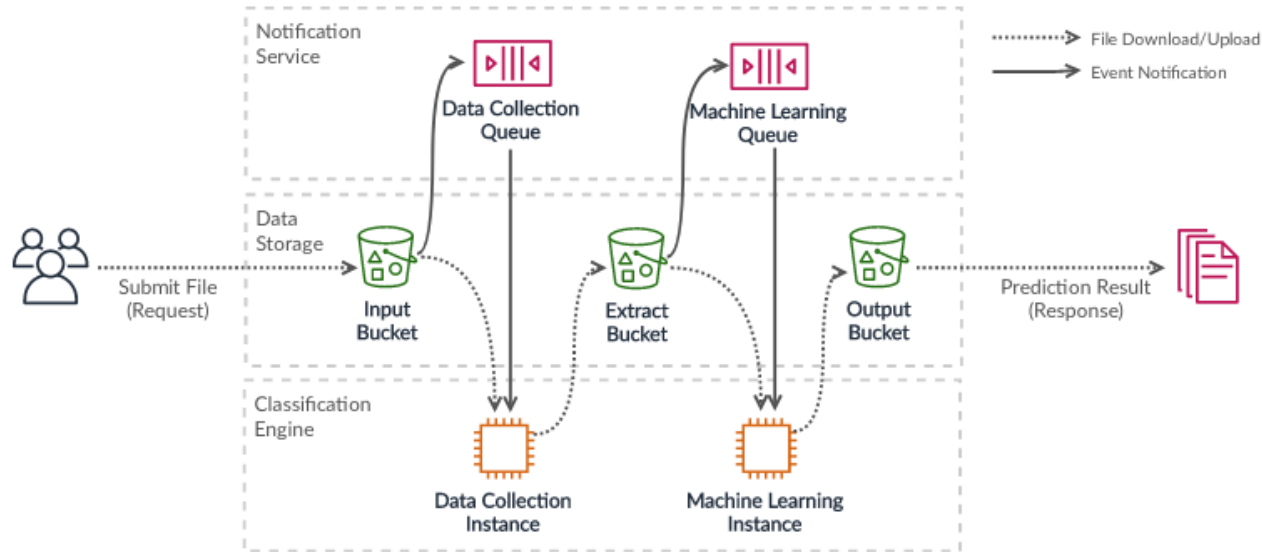 Notification
Service
File Download/Upload
Event Notification
Data Collection
Queue
Machine Learning
Queue
Data
Storage
Submit File
(Request)
Input
Bucket
Extract
Bucket
Output
Bucket
Prediction Result
(Response)
Classification
Engine
Data Collection
Instance
Machine Learning
Instance